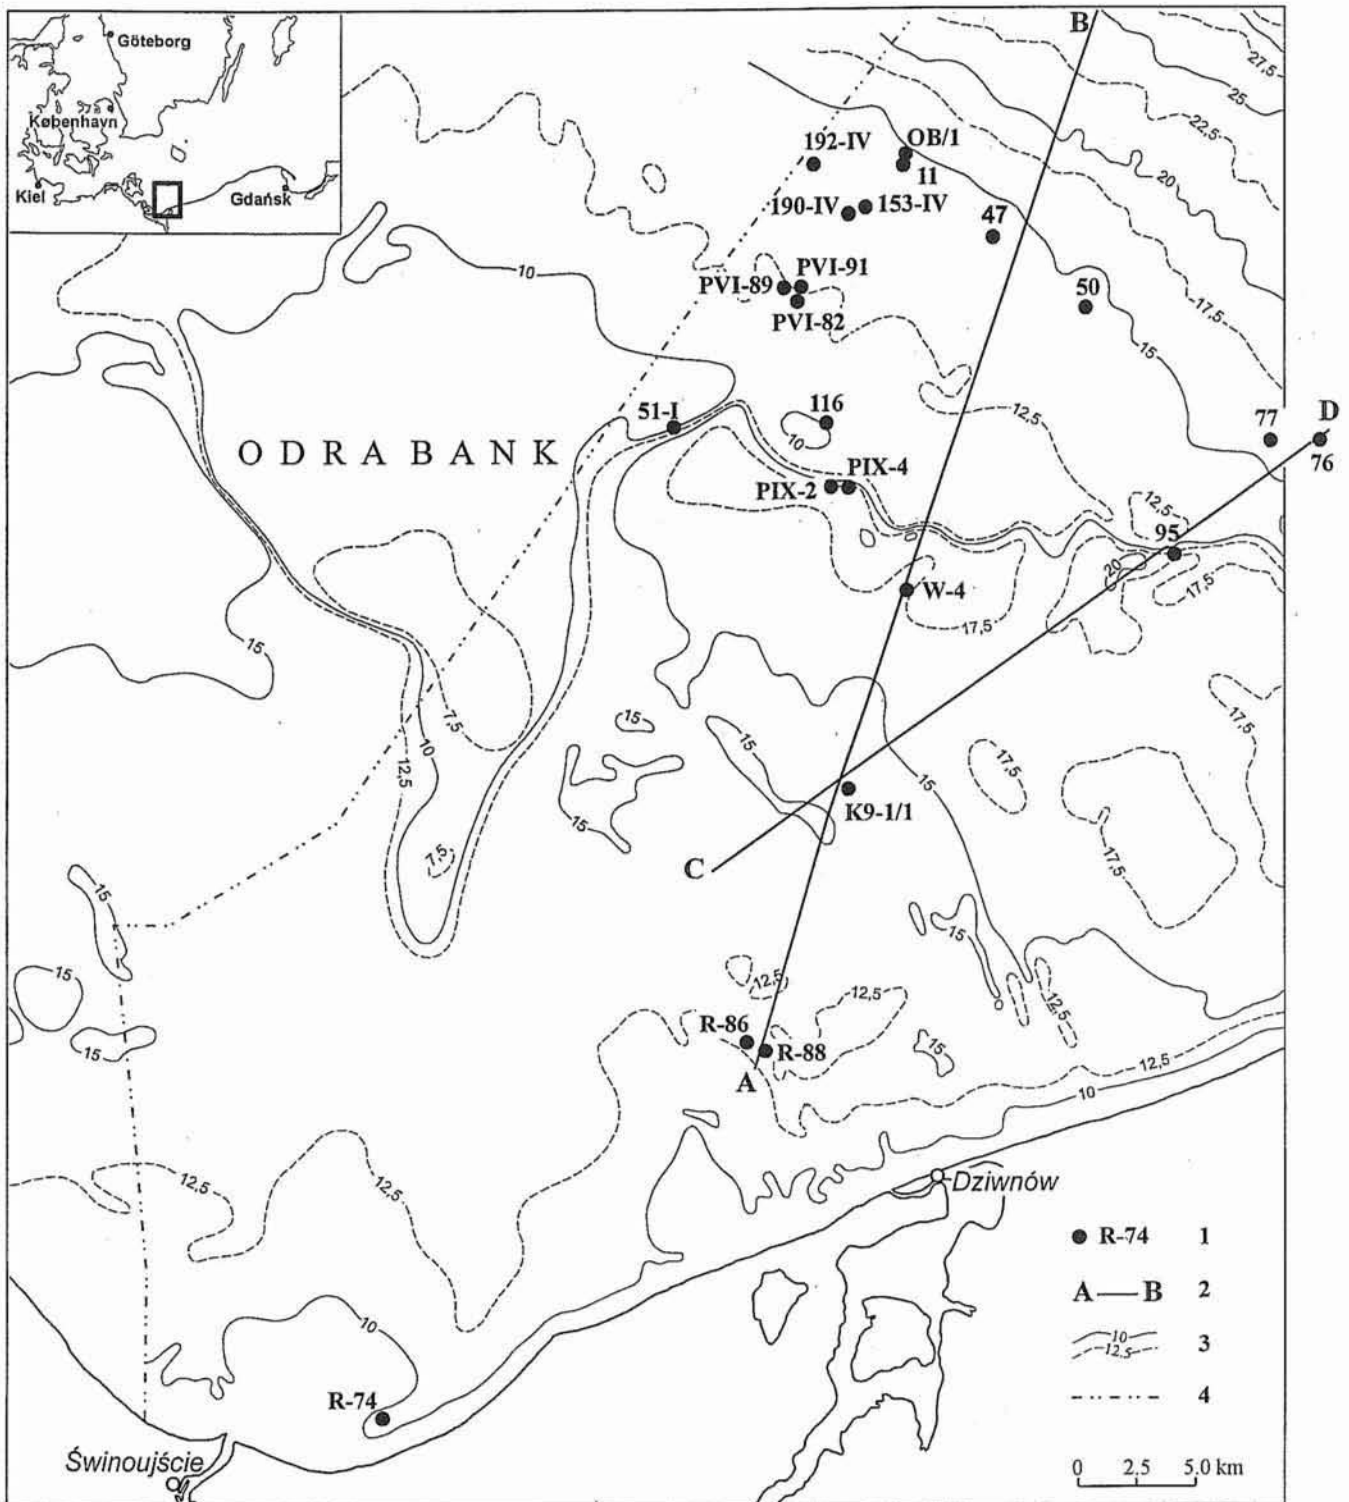 Göteborg
København
Kiel
Gdańsk
B
27,5
25
22,5
20
17,5
15
192-IV
OB/1
11
190-IV
153-IV
47
50
10
PVI-89
PVI-91
PVI-82
12,5
77
D
76
51-I
116
10
ODRA BANK
PIX-4
PIX-2
12,5
95
20
17,5
W-4
17,5
15
7,5
10
12,5
15
15
15
17,5
17,5
15
K9-1/1
17,5
7,5
C
15
15
15
15
12,5
12,5
12,5
R-86
R-88
A
15
12,5
10
12,5
12,5
Dziwnów
10
R-74
Świnoujście
R-74 1
A — B 2
10
12,5
3
4
0 2.5 5.0 km